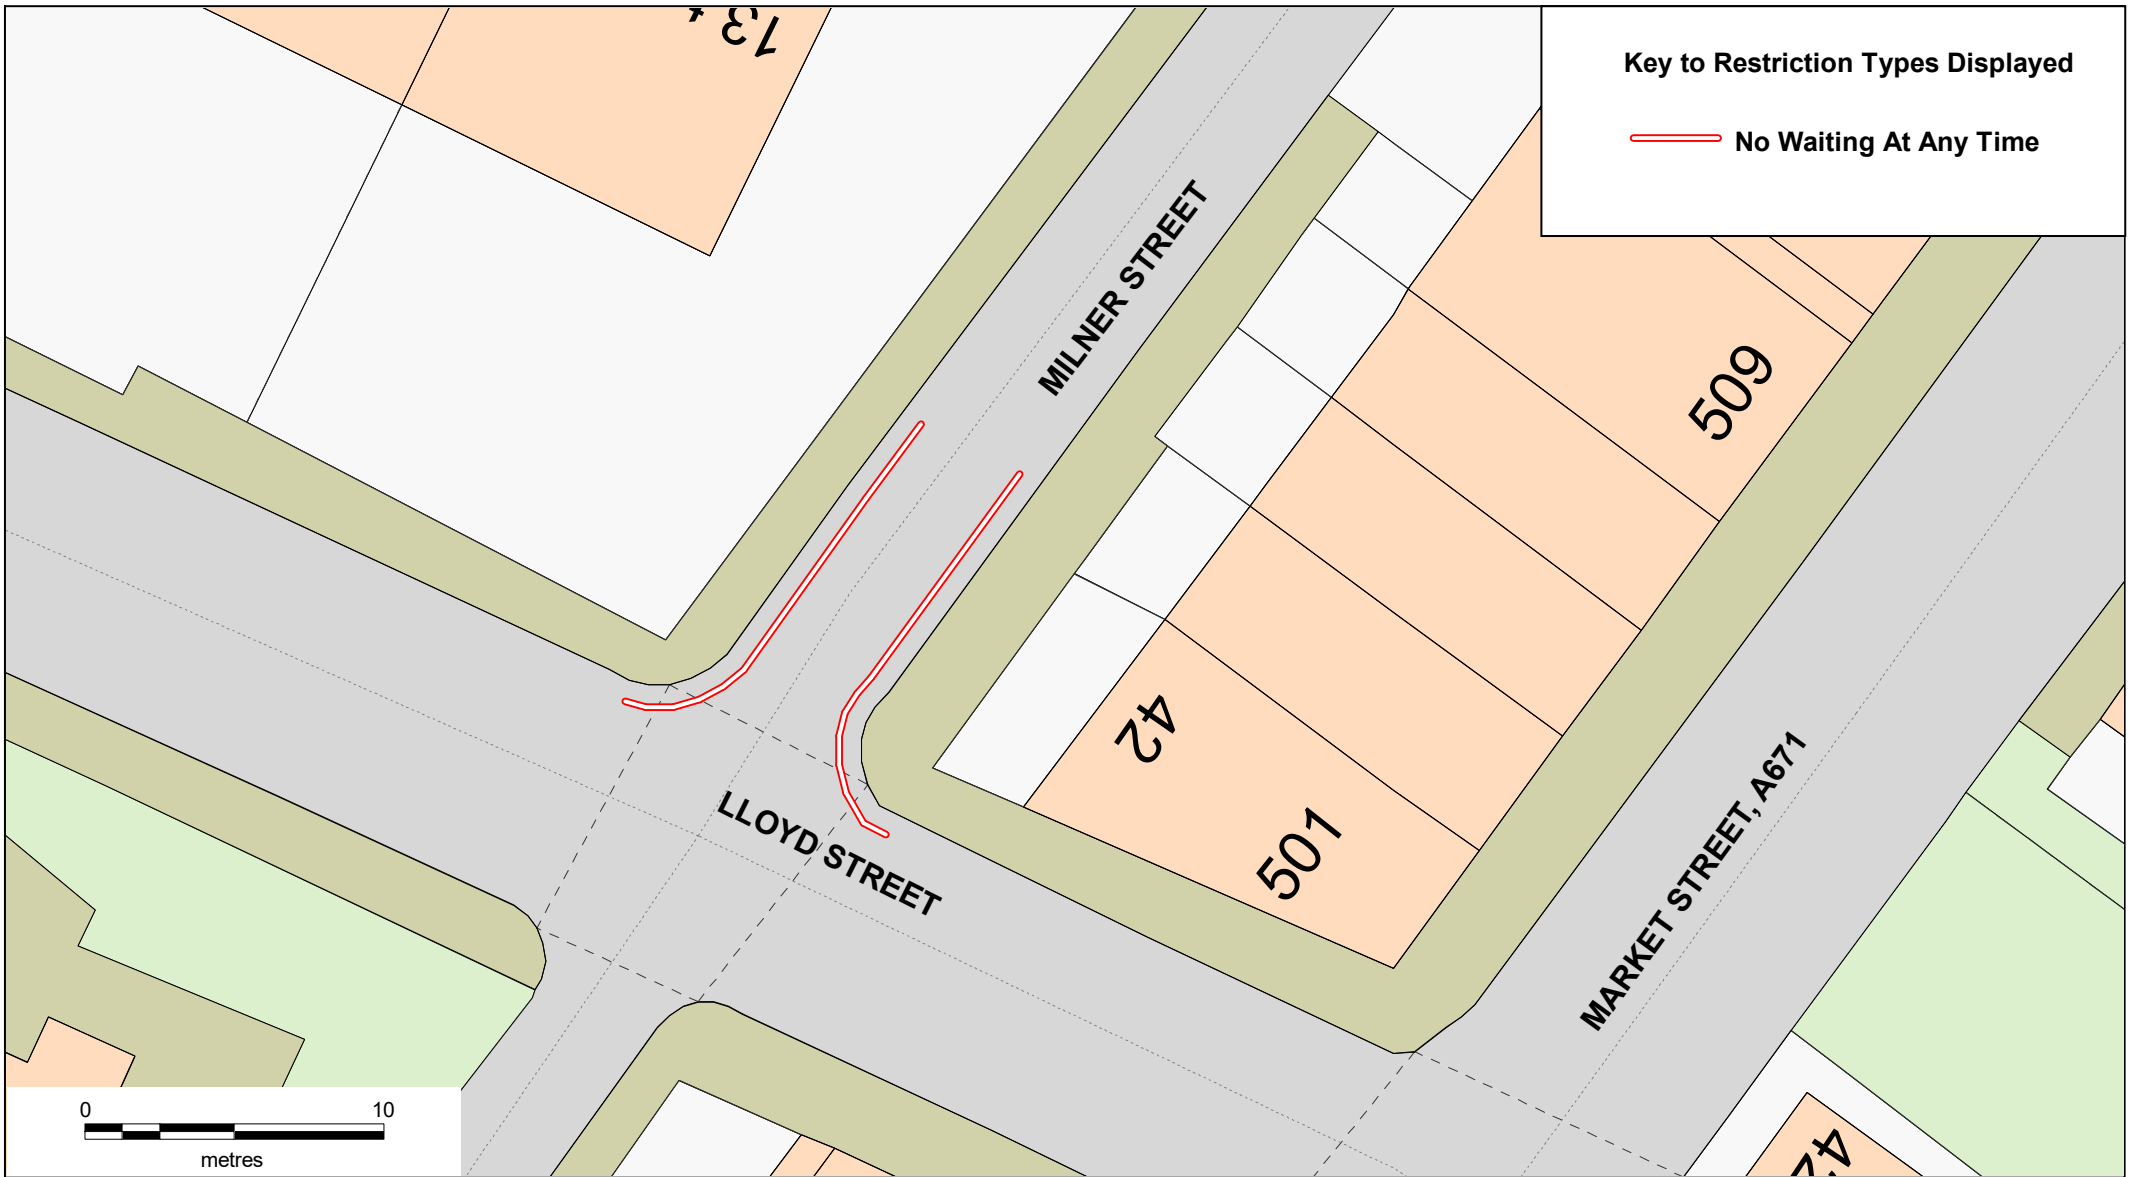 Key to Restriction Types Displayed
No Waiting At Any Time
MILNER STREET
509
42
501
LLOYD STREET
MARKET STREET, A671
0 10
metres